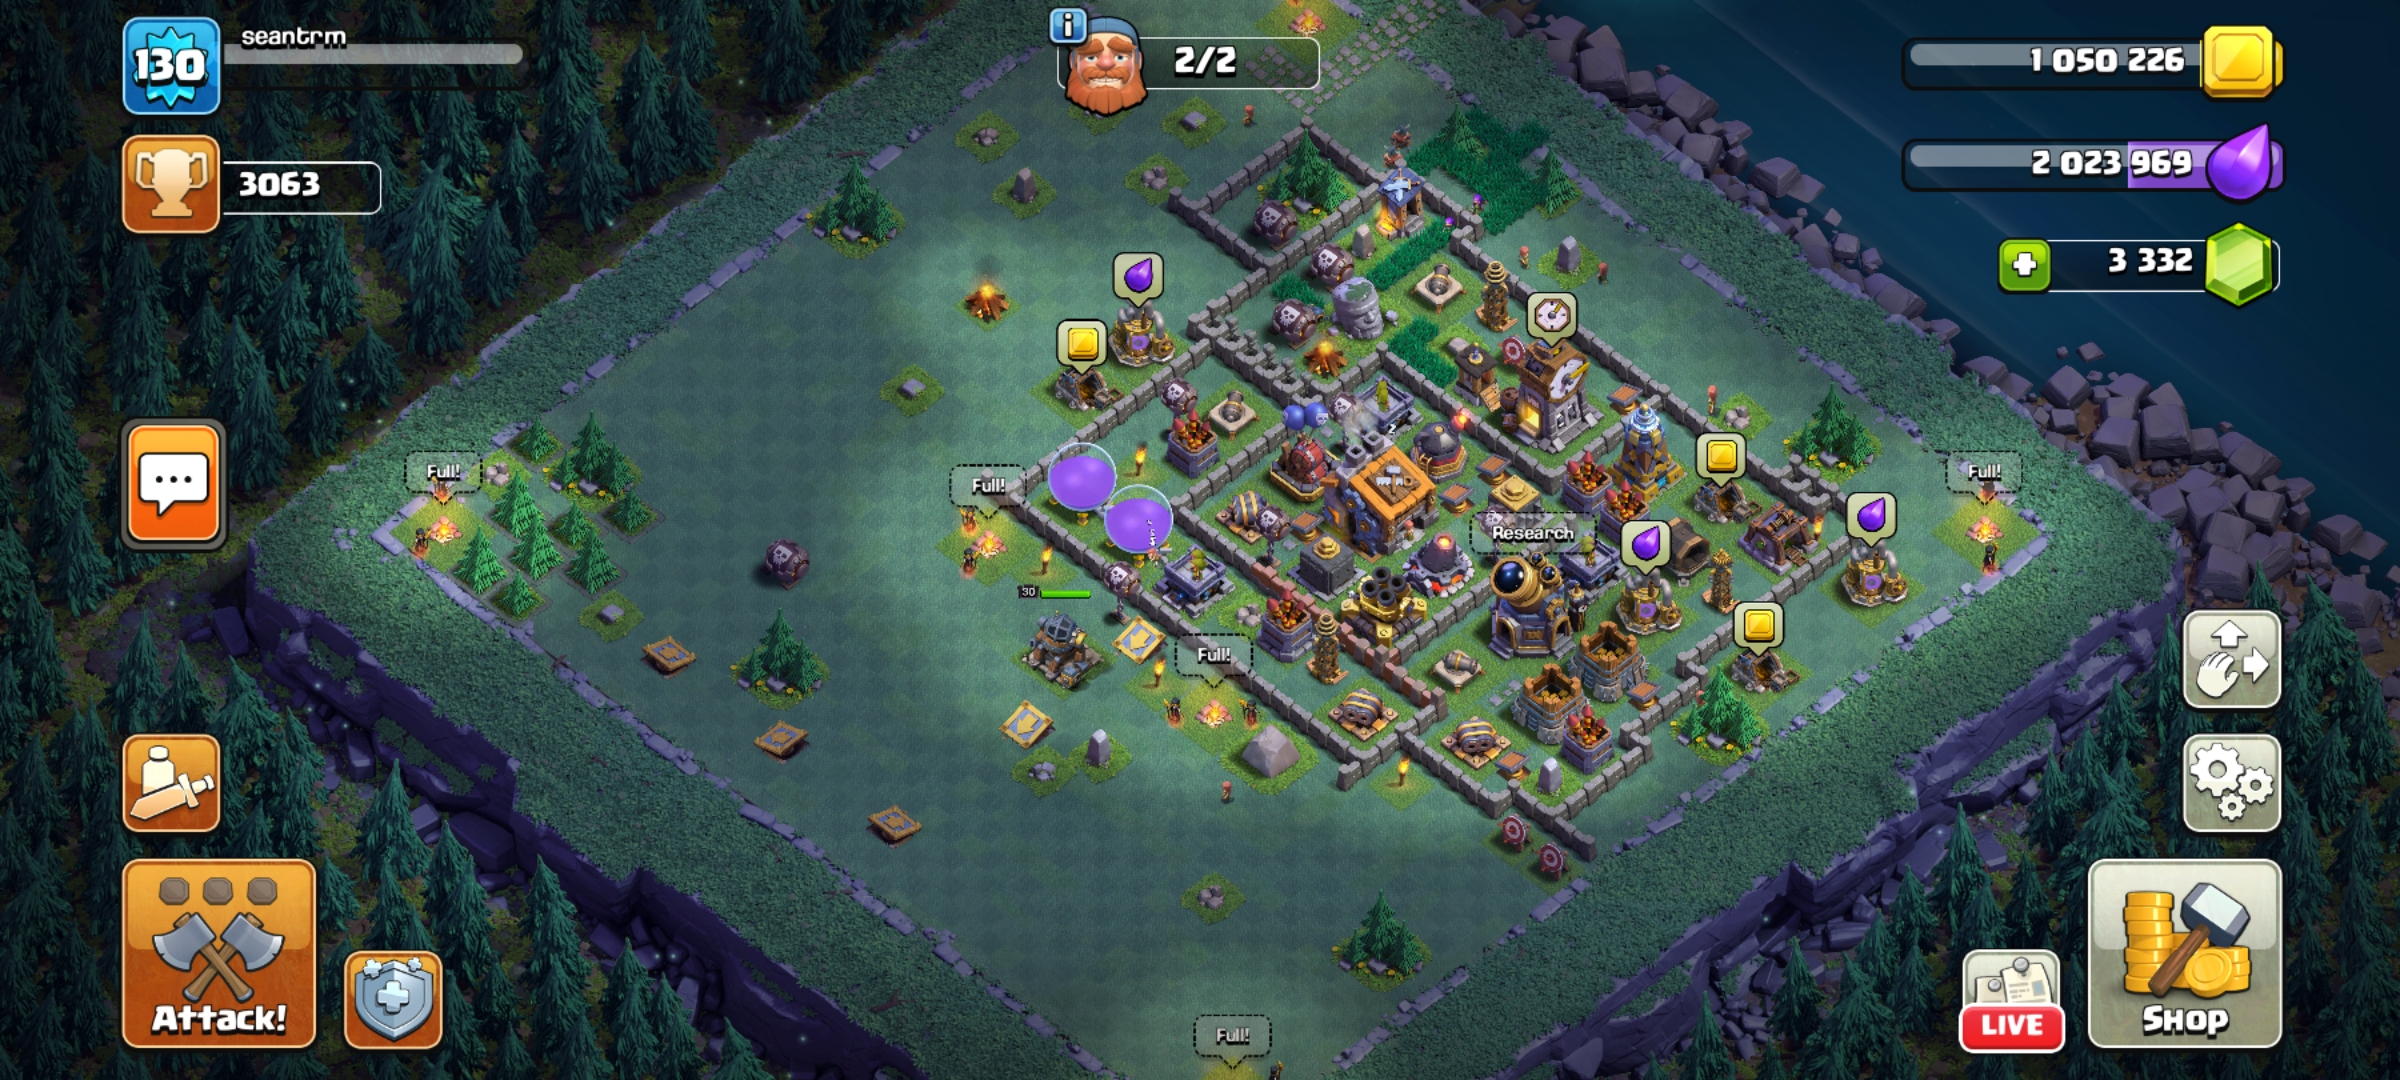 130
seantrm
i
2/2
1 050 226
3063
2 023 969
3 332
Full!
Full!
Full!
Research
30
Full!
Full!
Attack!
LIVE
Shop